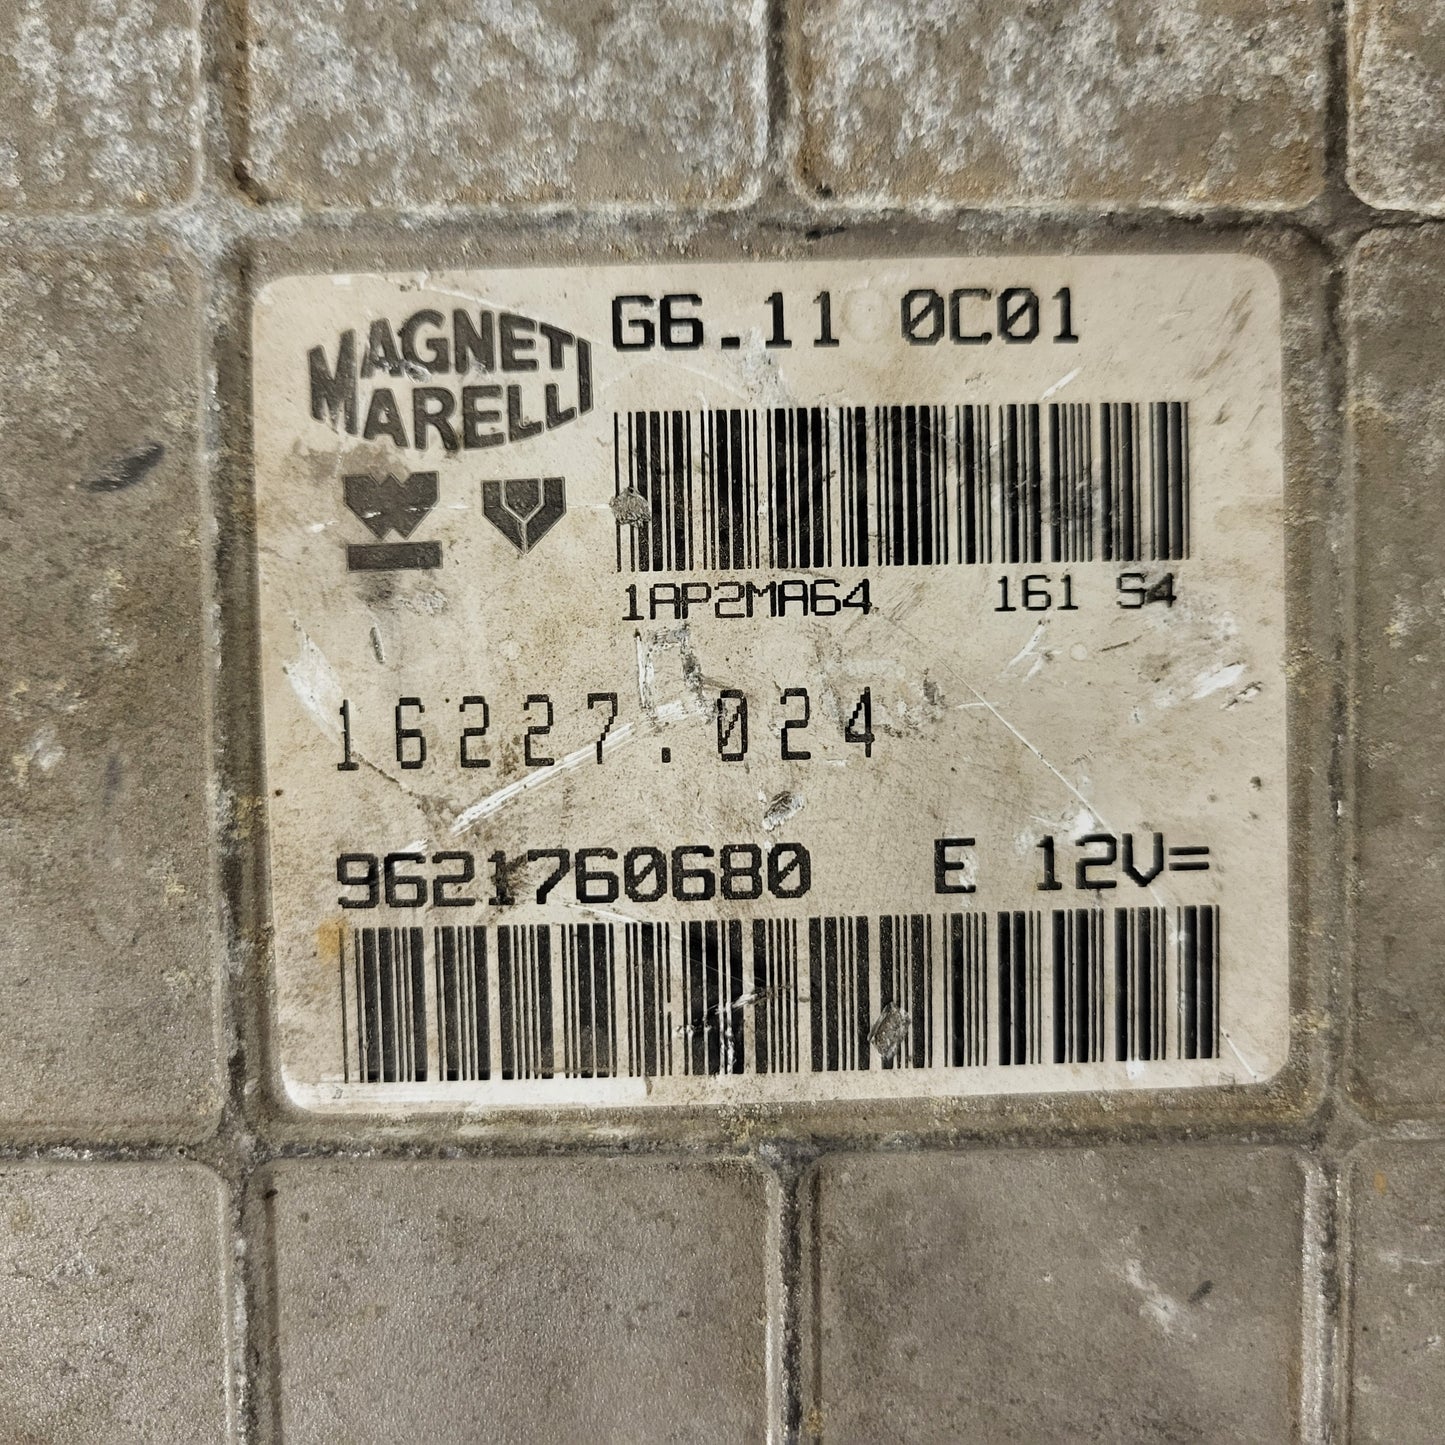 MAGNETI
MARELLI
G6.11 0C01
1AP2MA64 161 S4
16227.024
9621760680 E 12V=